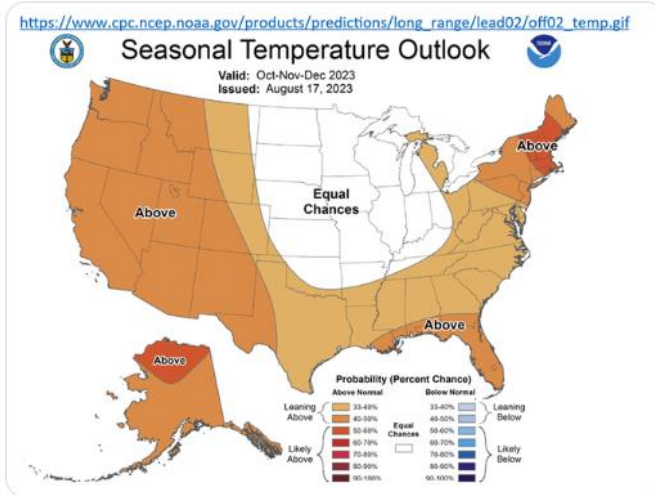 https://www.cpc.ncep.noaa.gov/products/predictions/long_range/lead02/off02_temp.gif
Seasonal Temperature Outlook
Valid: Oct-Nov-Dec 2023
Issued: August 17, 2023
Above
Equal
Chances
Above
Above
Above
Probability (Percent Chance)
Above Normal
Below Normal
Leaning
Above
33-40%
40-50%
Likely
Above
50-60%
60-70%
70-80%
80-90%
90-100%
Equal
Chances
33-40%
40-50%
Leaning
Below
50-60%
60-70%
70-80%
80-90%
90-100%
Likely
Below